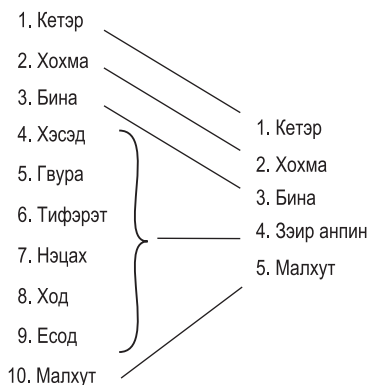 1. Кетэр
2. Хохма
3. Бина
4. Хэсэд
5. Гвура
6. Тифэрэт
7. Нэцах
8. Ход
9. Есод
10. Малхут
1. Кетэр
2. Хохма
3. Бина
4. Зэир анпин
5. Малхут